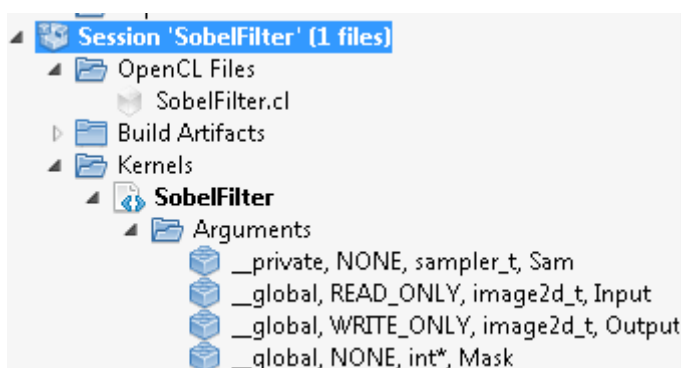 Session 'SobelFilter' (1 files)
OpenCL Files
SobelFilter.cl
Build Artifacts
Kernels
SobelFilter
Arguments
__private, NONE, sampler_t, Sam
__global, READ_ONLY, image2d_t, Input
__global, WRITE_ONLY, image2d_t, Output
__global, NONE, int*, Mask